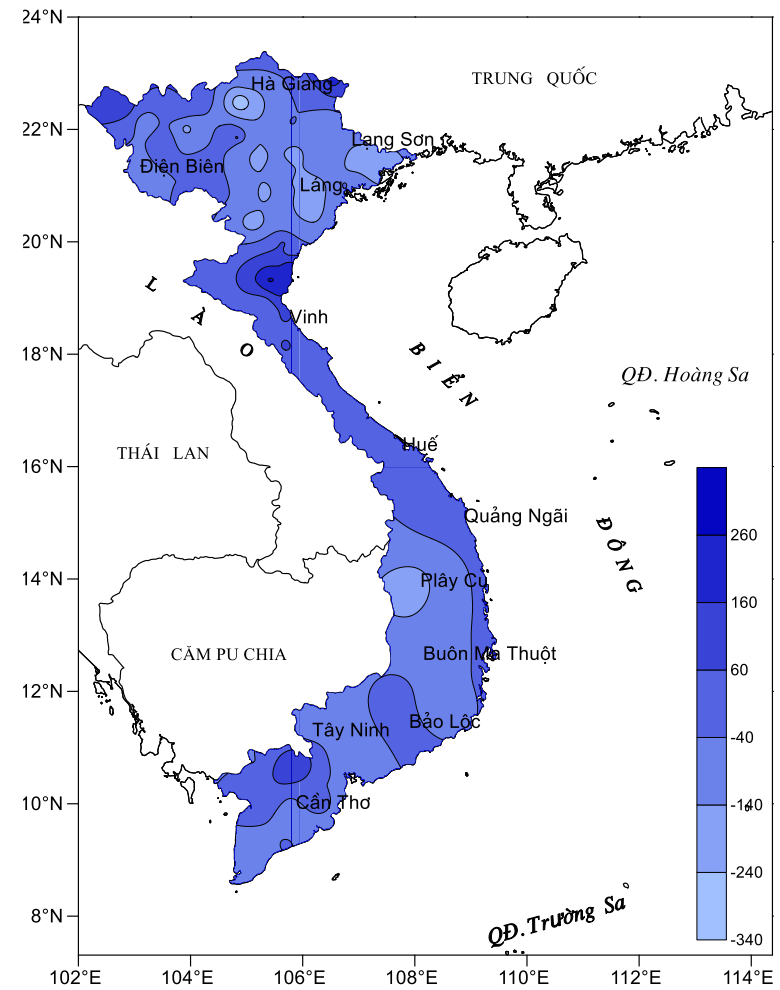 24°N
Hà Giang
TRUNG QUỐC
22°N
Lạng Sơn
Điện Biên
Láng
20°N
LÀO
Vinh
18°N
BIỂN
QĐ. Hoàng Sa
Huế
THÁI LAN
16°N
Quảng Ngãi
ĐÔNG
260
14°N
Plây Cu
160
CĂM PU CHIA
Buôn Ma Thuột
60
12°N
Bảo Lộc
Tây Ninh
-40
10°N
Cần Thơ
-140
-240
8°N
QĐ. Trường Sa
-340
102°E 104°E 106°E 108°E 110°E 112°E 114°E